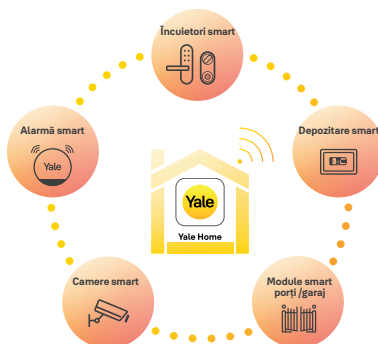 Încuietori smart
Alarmă smart
Yale
Depozitare smart
Yale
Yale Home
Camere smart
Module smart
porți /garaj